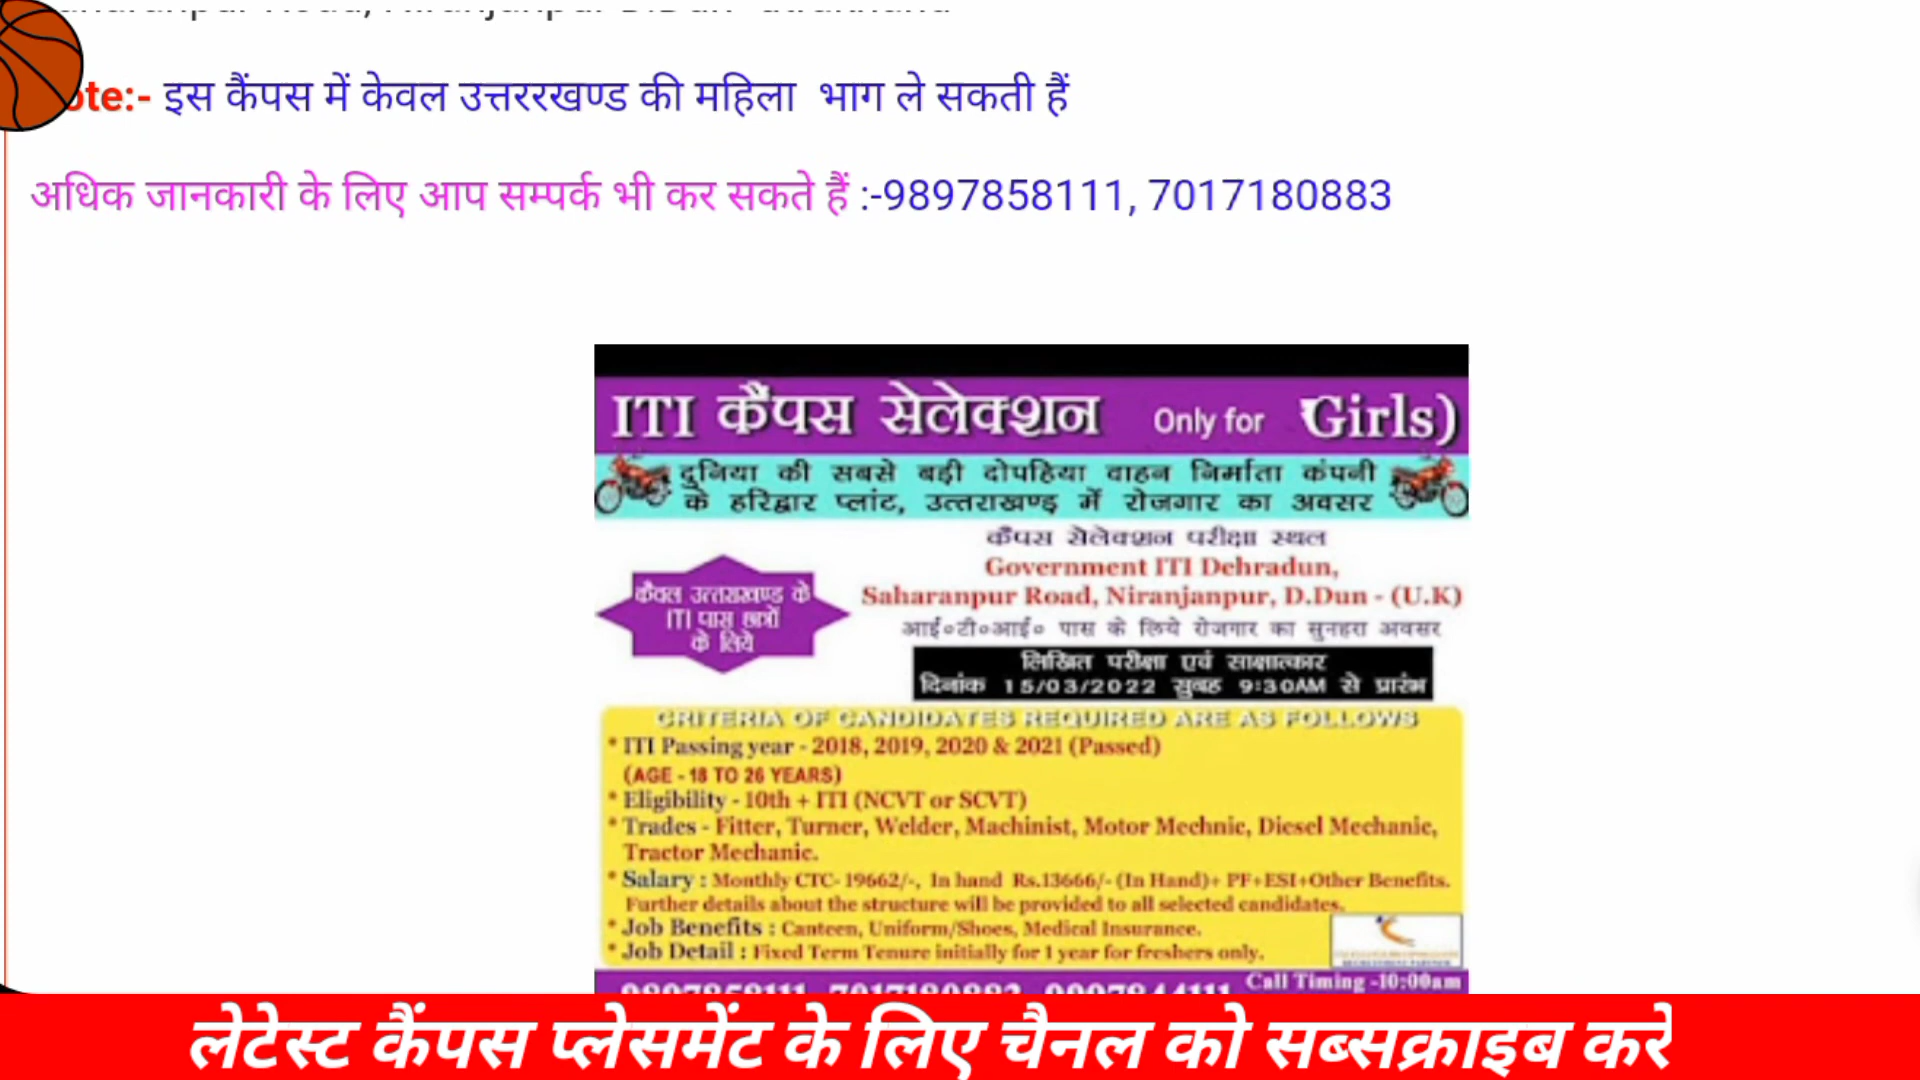 ote:- इस कैंपस में केवल उत्तररखण्ड की महिला भाग ले सकती हैं
अधिक जानकारी के लिए आप सम्पर्क भी कर सकते हैं :-9897858111, 7017180883
ITI कैंपस सेलेक्शन Only for Girls)
दुनिया की सबसे बड़ी दोपहिया वाहन निर्माता कंपनी
के हरिद्वार प्लांट, उत्तराखण्ड में रोजगार का अवसर
कैंपस सेलेक्शन परीक्षा स्थल
Government ITI Dehradun,
Saharanpur Road, Niranjanpur, D.Dun - (U.K)
आई०टी०आई० पास के लिये रोजगार का सुनहरा अवसर
केवल उत्तराखण्ड के
ITI पास छात्रों
के लिये
लिखित परीक्षा एवं साक्षात्कार
दिनांक 15/03/2022 सुबह 9:30AM से प्रारंभ
CRITERIA OF CANDIDATES REQUIRED ARE AS FOLLOWS
* ITI Passing year - 2018, 2019, 2020 & 2021 (Passed)
(AGE - 18 TO 26 YEARS)
* Eligibility - 10th + ITI (NCVT or SCVT)
* Trades - Fitter, Turner, Welder, Machinist, Motor Mechnic, Diesel Mechanic,
Tractor Mechanic.
* Salary : Monthly CTC- 19662/-, In hand Rs.13666/- (In Hand)+ PF+ESI+Other Benefits.
Further details about the structure will be provided to all selected candidates.
* Job Benefits : Canteen, Uniform/Shoes, Medical Insurance.
* Job Detail : Fixed Term Tenure initially for 1 year for freshers only.
Call Timing -10:00am
लेटेस्ट कैंपस प्लेसमेंट के लिए चैनल को सब्सक्राइब करे